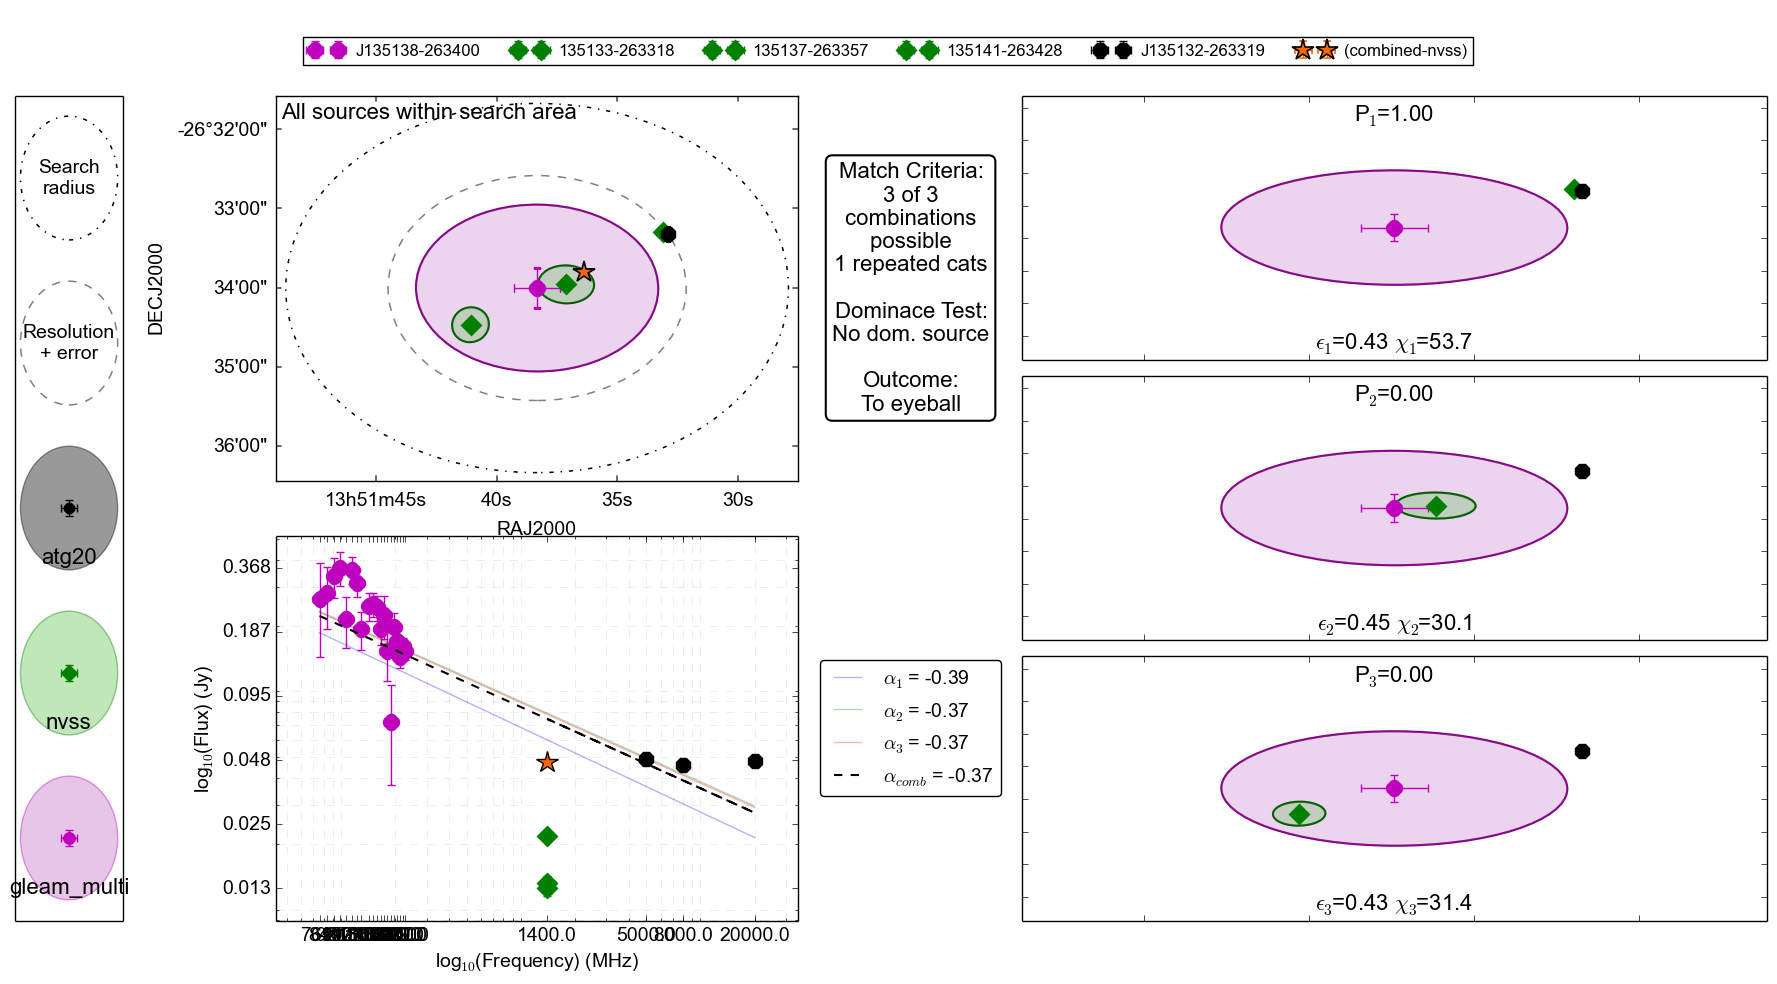 J135138-263400 135133-263318 135137-263357 135141-263428 J135132-263319 (combined-nvss)
Search
radius
Resolution
+ error
atg20
nvss
gleam_multi
All sources within search area
DECJ2000
-26°32'00"
33'00"
34'00"
35'00"
36'00"
13h51m45s 40s 35s 30s
RAJ2000
log10(Flux) (Jy)
0.368
0.187
0.095
0.048
0.025
0.013
1400.0 5000.0 8000.0 20000.0
log10(Frequency) (MHz)
Match Criteria:
3 of 3
combinations
possible
1 repeated cats
Dominace Test:
No dom. source
Outcome:
To eyeball
α1 = -0.39
α2 = -0.37
α3 = -0.37
αcomb = -0.37
P1=1.00
ϵ1=0.43 χ1=53.7
P2=0.00
ϵ2=0.45 χ2=30.1
P3=0.00
ϵ3=0.43 χ3=31.4